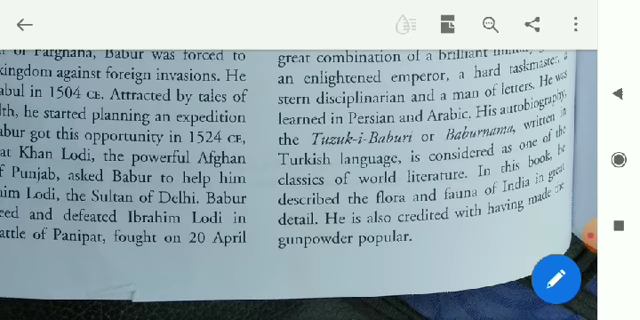 of Farghana, Babur was forced to
kingdom against foreign invasions. He
abul in 1504 CE. Attracted by tales of
lth, he started planning an expedition
abur got this opportunity in 1524 CE,
at Khan Lodi, the powerful Afghan
f Punjab, asked Babur to help him
him Lodi, the Sultan of Delhi. Babur
eed and defeated Ibrahim Lodi in
attle of Panipat, fought on 20 April
great combination of a brilliant
an enlightened emperor, a hard taskmaster, a
stern disciplinarian and a man of letters. He was
learned in Persian and Arabic. His autobiography,
the Tuzuk-i-Baburi or Baburnama, written in
Turkish language, is considered as one of the
classics of world literature. In this book, he
described the flora and fauna of India in great
detail. He is also credited with having made the
gunpowder popular.